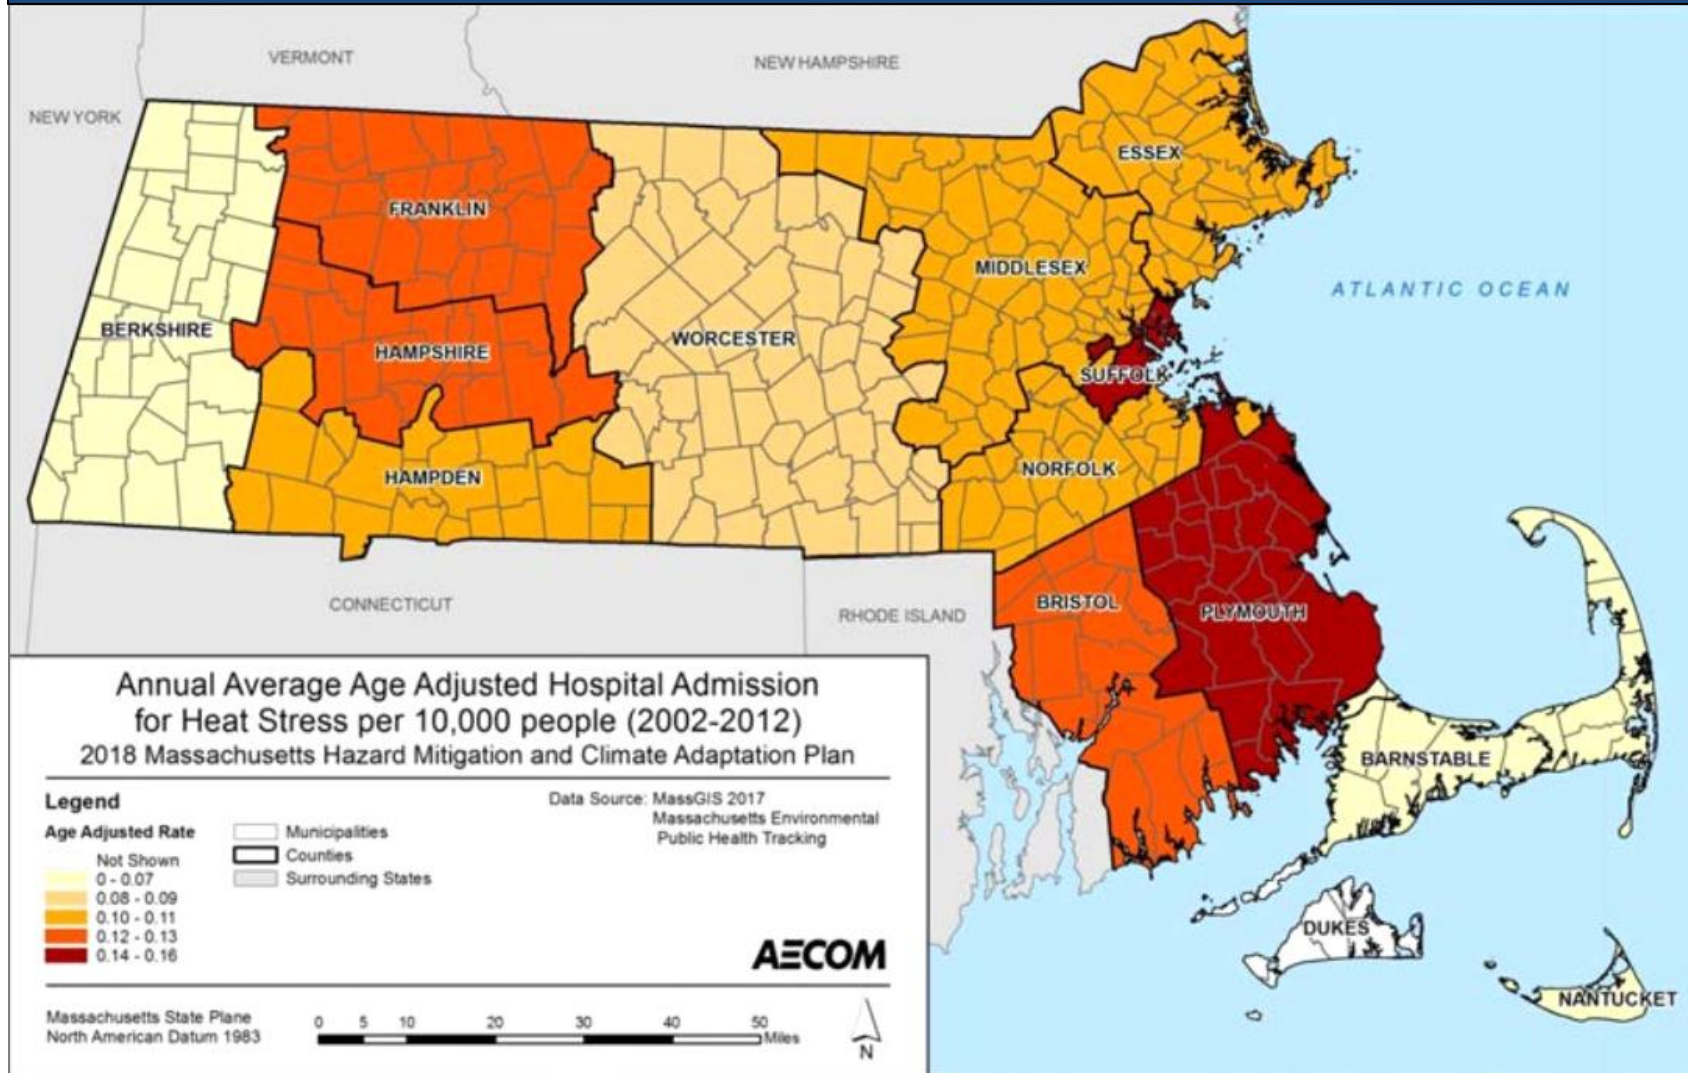 VERMONT
NEW HAMPSHIRE
NEW YORK
ESSEX
FRANKLIN
MIDDLESEX
ATLANTIC OCEAN
BERKSHIRE
WORCESTER
HAMPSHIRE
SUFFOLK
NORFOLK
HAMPDEN
CONNECTICUT
RHODE ISLAND
BRISTOL
PLYMOUTH
BARNSTABLE
DUKES
NANTUCKET
Annual Average Age Adjusted Hospital Admission
for Heat Stress per 10,000 people (2002-2012)
2018 Massachusetts Hazard Mitigation and Climate Adaptation Plan
Legend
Age Adjusted Rate
Not Shown
0 - 0.07
0.08 - 0.09
0.10 - 0.11
0.12 - 0.13
0.14 - 0.16
Municipalities
Counties
Surrounding States
Data Source: MassGIS 2017
Massachusetts Environmental
Public Health Tracking
AECOM
Massachusetts State Plane
North American Datum 1983
0 5 10 20 30 40 50
Miles
N